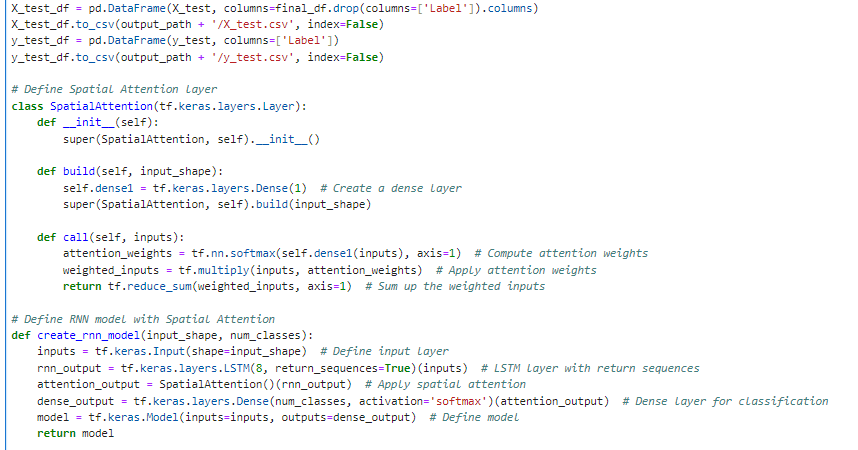 X_test_df = pd.DataFrame(X_test, columns=final_df.drop(columns=['Label']).columns)
X_test_df.to_csv(output_path + '/X_test.csv', index=False)
y_test_df = pd.DataFrame(y_test, columns=['Label'])
y_test_df.to_csv(output_path + '/y_test.csv', index=False)

# Define Spatial Attention Layer
class SpatialAttention(tf.keras.layers.Layer):
    def __init__(self):
        super(SpatialAttention, self).__init__()

    def build(self, input_shape):
        self.dense1 = tf.keras.layers.Dense(1)  # Create a dense layer
        super(SpatialAttention, self).build(input_shape)

    def call(self, inputs):
        attention_weights = tf.nn.softmax(self.dense1(inputs), axis=1)  # Compute attention weights
        weighted_inputs = tf.multiply(inputs, attention_weights)  # Apply attention weights
        return tf.reduce_sum(weighted_inputs, axis=1)  # Sum up the weighted inputs

# Define RNN model with Spatial Attention
def create_rnn_model(input_shape, num_classes):
    inputs = tf.keras.Input(shape=input_shape)  # Define input layer
    rnn_output = tf.keras.layers.LSTM(8, return_sequences=True)(inputs)  # LSTM layer with return sequences
    attention_output = SpatialAttention()(rnn_output)  # Apply spatial attention
    dense_output = tf.keras.layers.Dense(num_classes, activation='softmax')(attention_output)  # Dense layer for classification
    model = tf.keras.Model(inputs=inputs, outputs=dense_output)  # Define model
    return model